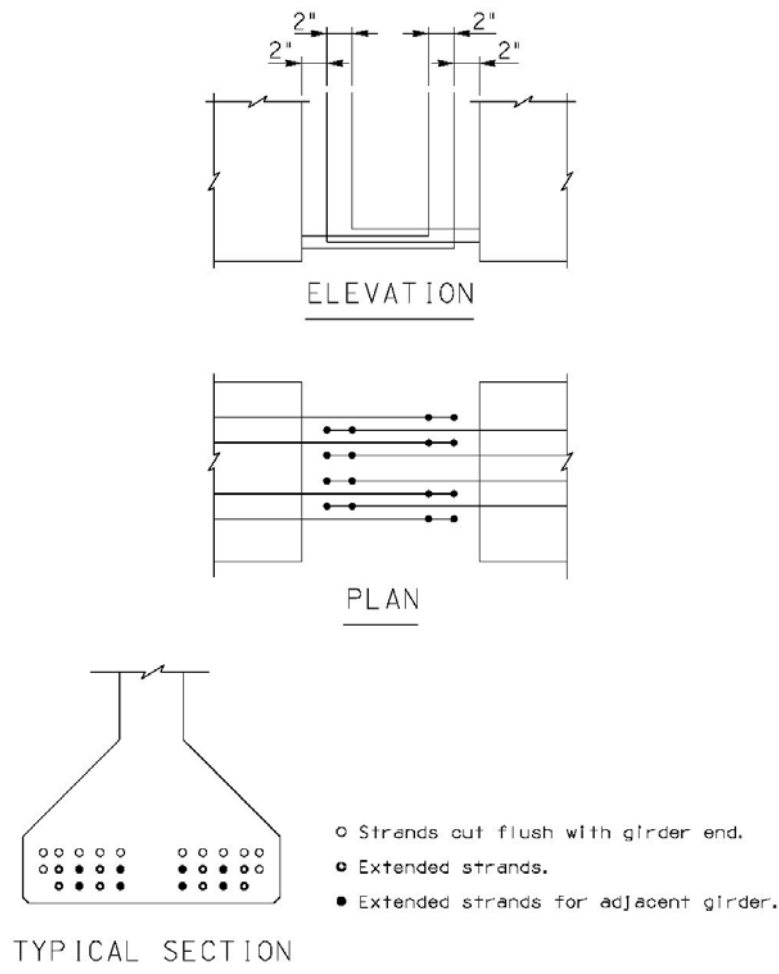 2" 2"
2" 2"
ELEVATION
PLAN
Strands cut flush with girder end.
Extended strands.
Extended strands for adjacent girder.
TYPICAL SECTION